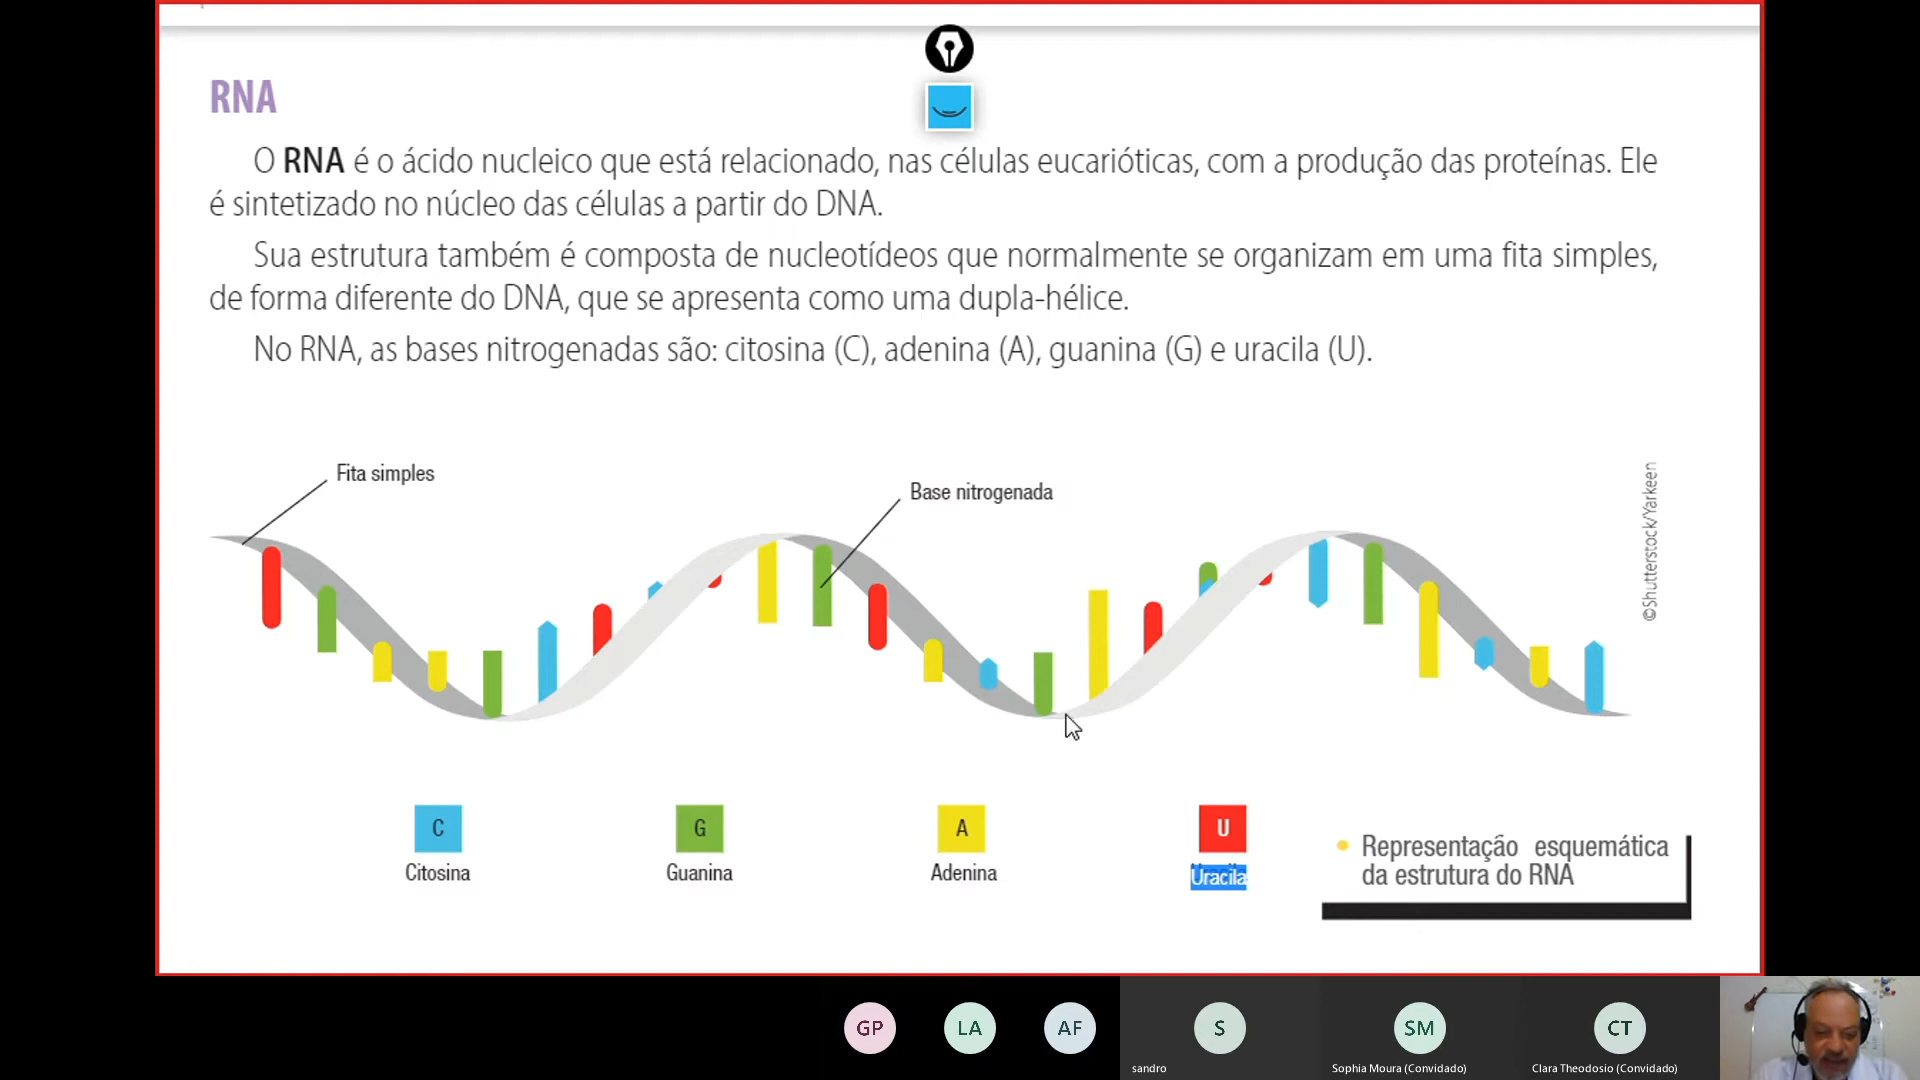 RNA
O RNA é o ácido nucleico que está relacionado, nas células eucarióticas, com a produção das proteínas. Ele
é sintetizado no núcleo das células a partir do DNA.
Sua estrutura também é composta de nucleotídeos que normalmente se organizam em uma fita simples,
de forma diferente do DNA, que se apresenta como uma dupla-hélice.
No RNA, as bases nitrogenadas são: citosina (C), adenina (A), guanina (G) e uracila (U).
Fita simples
Base nitrogenada
©Shutterstock/Yarkeen
C
Citosina
G
Guanina
A
Adenina
U
Uracila
Representação esquemática
da estrutura do RNA
GP
LA
AF
S
sandro
SM
Sophia Moura (Convidado)
CT
Clara Theodosio (Convidado)